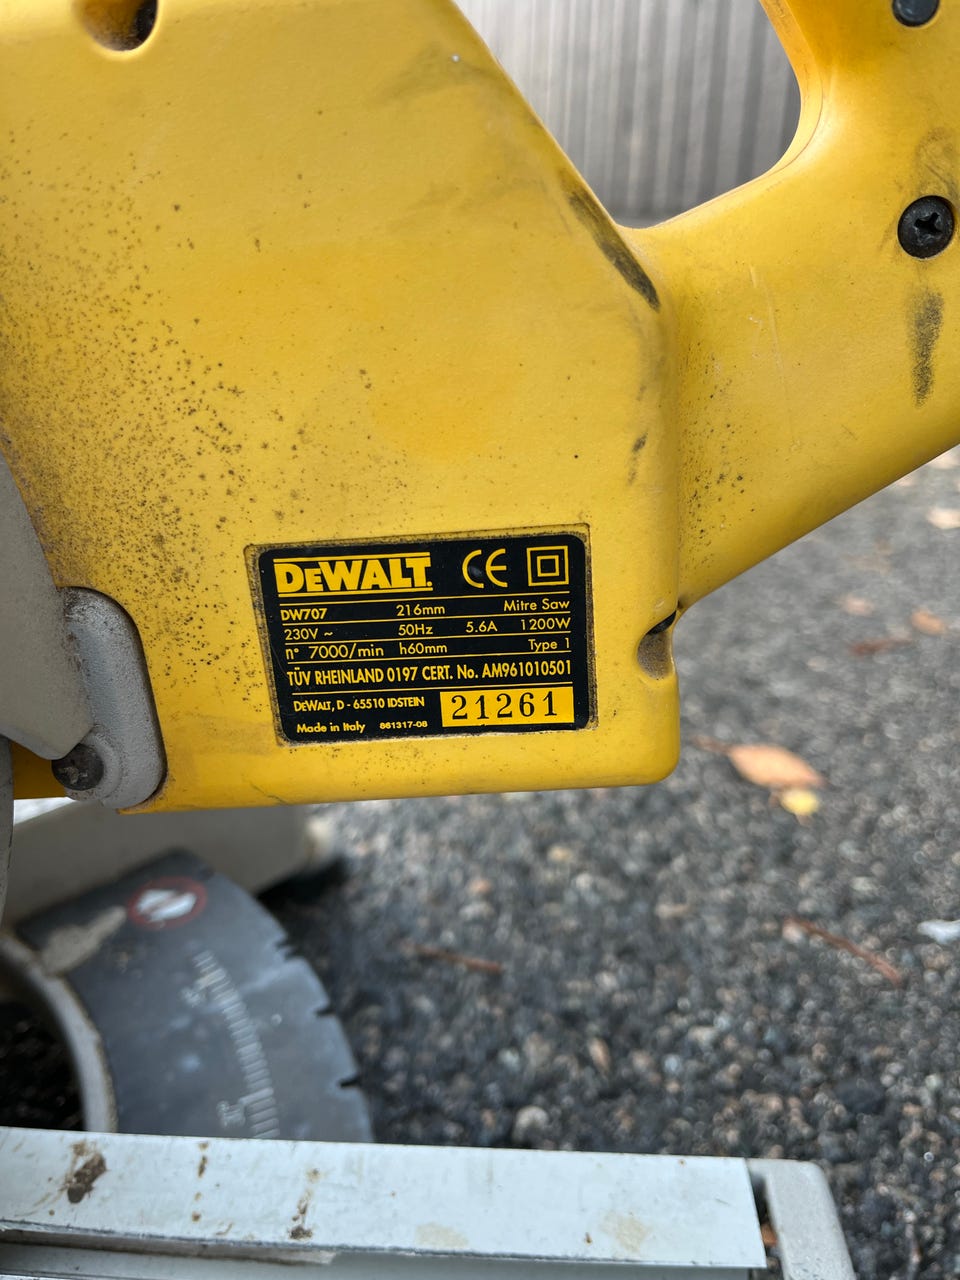 DEWALT CE
DW707 216mm Mitre Saw
230V ~ 50Hz 5.6A 1200W
n° 7000/min h60mm Type 1
TÜV RHEINLAND 0197 CERT. No. AM961010501
DEWALT, D - 65510 IDSTEIN 21261
Made in Italy 861317-08